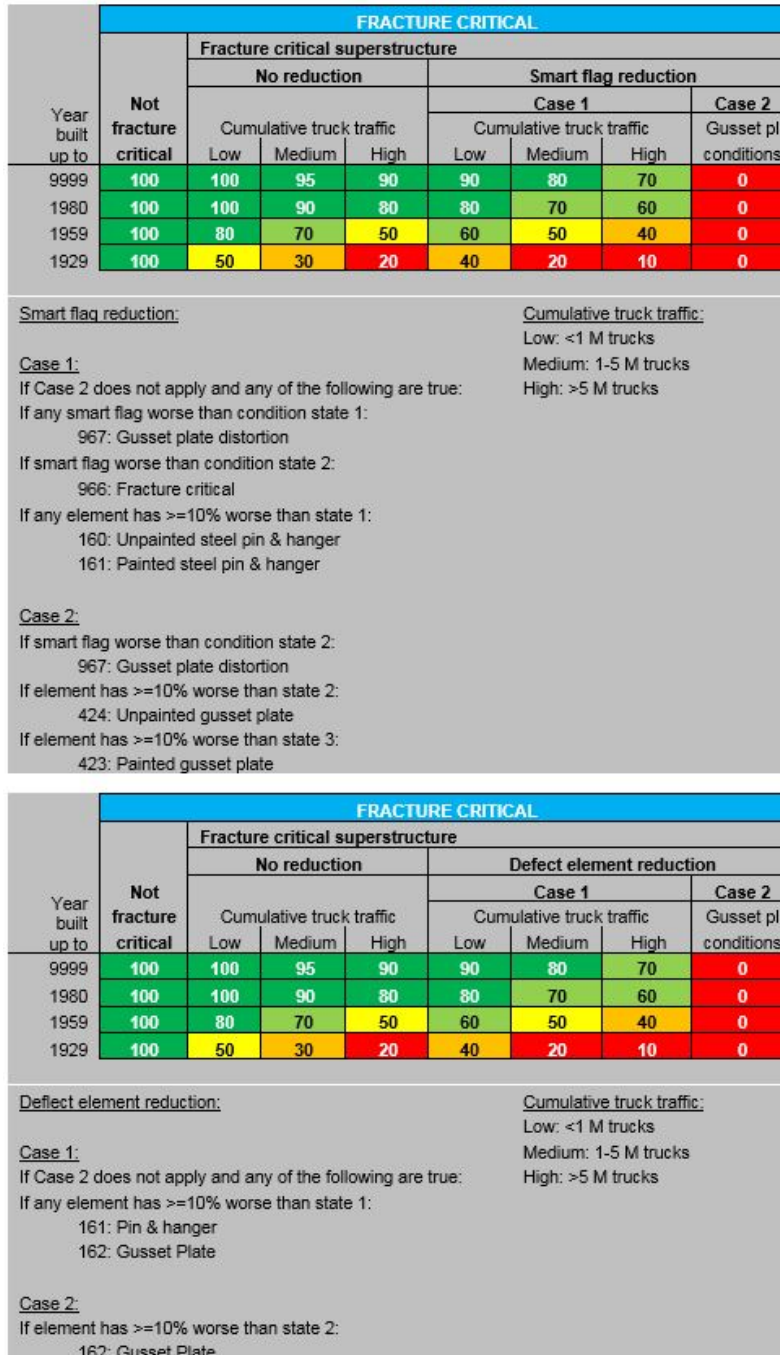 FRACTURE CRITICAL
Fracture critical superstructure
No reduction Smart flag reduction
Case 1 Case 2
Year built up to Not fracture critical Cumulative truck traffic Cumulative truck traffic Gusset pl conditions
Low Medium High Low Medium High
9999 100 100 95 90 90 80 70 0
1980 100 100 90 80 80 70 60 0
1959 100 80 70 50 60 50 40 0
1929 100 50 30 20 40 20 10 0
Smart flag reduction: Cumulative truck traffic:
Low: <1 M trucks
Case 1: Medium: 1-5 M trucks
If Case 2 does not apply and any of the following are true: High: >5 M trucks
If any smart flag worse than condition state 1:
967: Gusset plate distortion
If smart flag worse than condition state 2:
966: Fracture critical
If any element has >=10% worse than state 1:
160: Unpainted steel pin & hanger
161: Painted steel pin & hanger
Case 2:
If smart flag worse than condition state 2:
967: Gusset plate distortion
If element has >=10% worse than state 2:
424: Unpainted gusset plate
If element has >=10% worse than state 3:
423: Painted gusset plate
FRACTURE CRITICAL
Fracture critical superstructure
No reduction Defect element reduction
Case 1 Case 2
Year built up to Not fracture critical Cumulative truck traffic Cumulative truck traffic Gusset pl conditions
Low Medium High Low Medium High
9999 100 100 95 90 90 80 70 0
1980 100 100 90 80 80 70 60 0
1959 100 80 70 50 60 50 40 0
1929 100 50 30 20 40 20 10 0
Deflect element reduction: Cumulative truck traffic:
Low: <1 M trucks
Case 1: Medium: 1-5 M trucks
If Case 2 does not apply and any of the following are true: High: >5 M trucks
If any element has >=10% worse than state 1:
161: Pin & hanger
162: Gusset Plate
Case 2:
If element has >=10% worse than state 2:
162: Gusset Plate